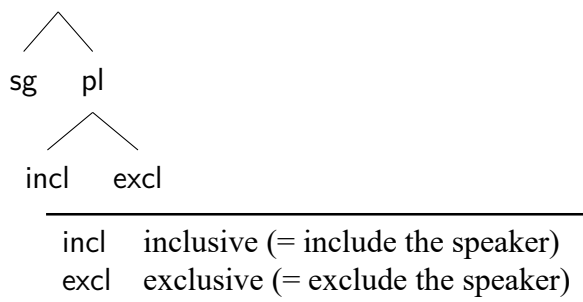 sg pl
incl excl
incl inclusive (= include the speaker)
excl exclusive (= exclude the speaker)